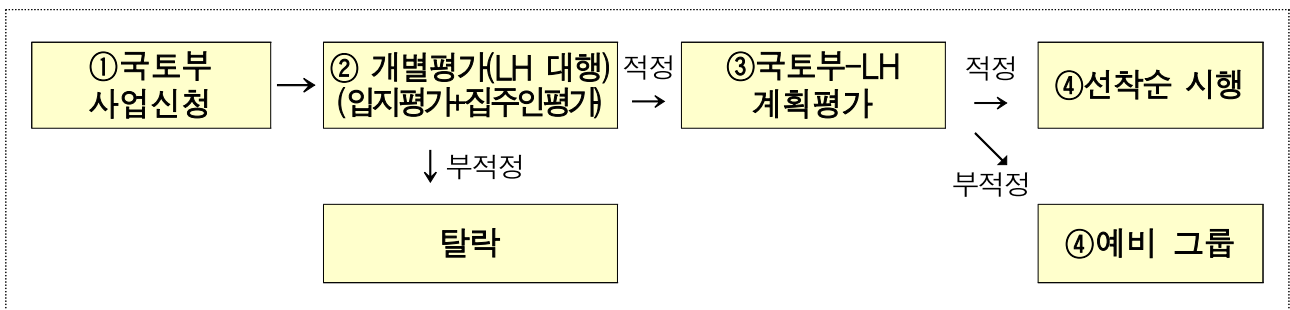 ①국토부
사업신청
→
② 개별평가(LH 대행)
(입지평가+집주인평가)
적정
→
③국토부-LH
계획평가
적정
→
④선착순 시행
↓ 부적정
부적정
탈락
④예비 그룹